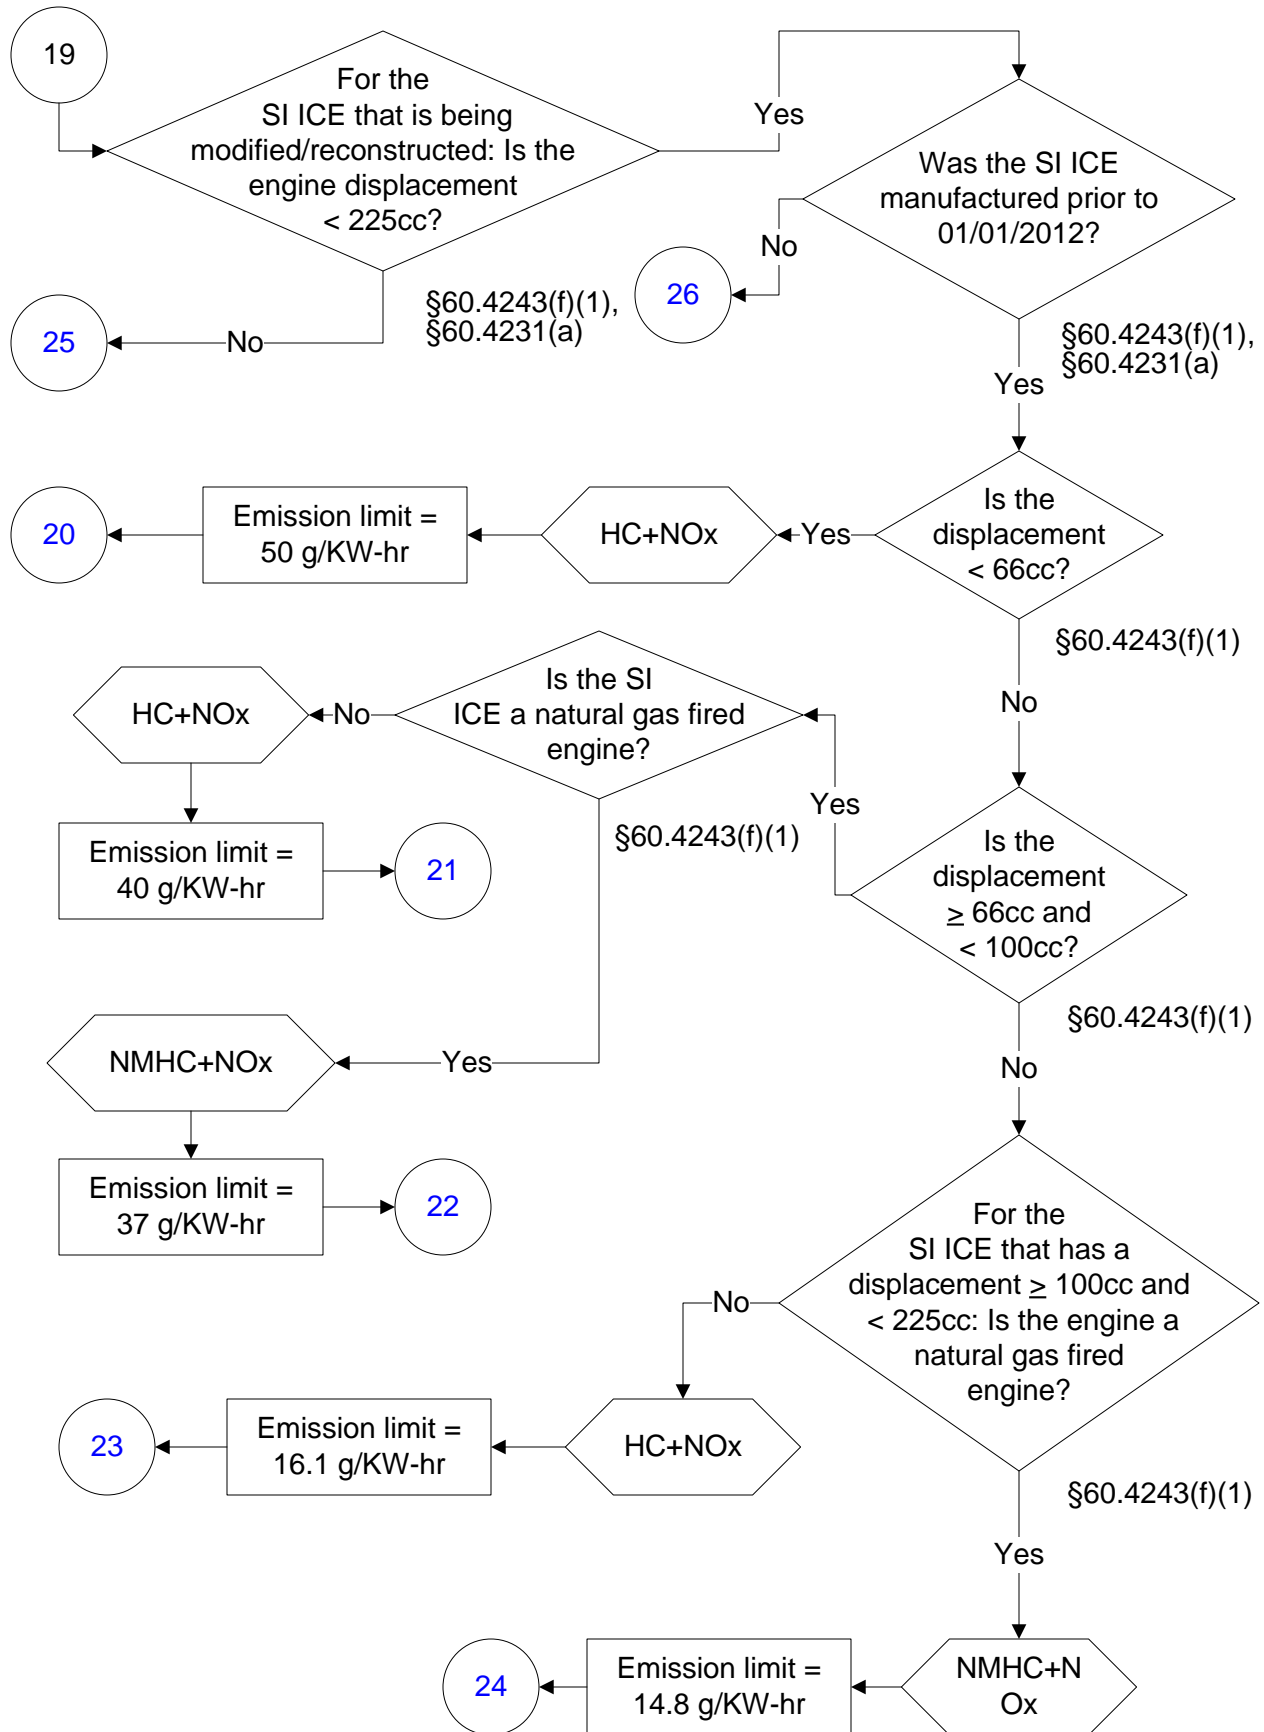 19
For the
SI ICE that is being
modified/reconstructed: Is the
engine displacement
< 225cc?
Yes
Was the SI ICE
manufactured prior to
01/01/2012?
No
26
§60.4243(f)(1),
§60.4231(a)
25
No
§60.4243(f)(1),
§60.4231(a)
Yes
20
Emission limit =
50 g/KW-hr
HC+NOx
Yes
Is the
displacement
< 66cc?
§60.4243(f)(1)
No
HC+NOx
No
Is the SI
ICE a natural gas fired
engine?
Yes
§60.4243(f)(1)
Emission limit =
40 g/KW-hr
21
Is the
displacement
≥ 66cc and
< 100cc?
§60.4243(f)(1)
No
NMHC+NOx
Yes
Emission limit =
37 g/KW-hr
22
For the
SI ICE that has a
displacement ≥ 100cc and
< 225cc: Is the engine a
natural gas fired
engine?
No
23
Emission limit =
16.1 g/KW-hr
HC+NOx
§60.4243(f)(1)
Yes
24
Emission limit =
14.8 g/KW-hr
NMHC+N
Ox